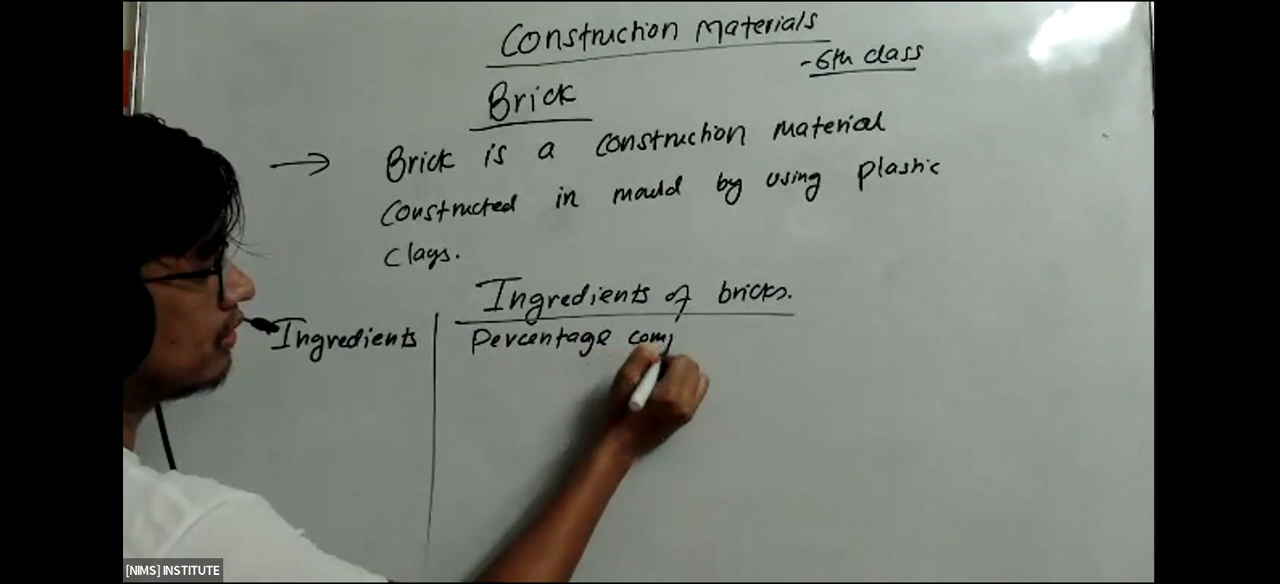 Construction Materials
-6th class
Brick
→ Brick is a construction material
constructed in mould by using plastic
clays.
Ingredients of bricks.
Ingredients | Percentage com
[NIMS] INSTITUTE